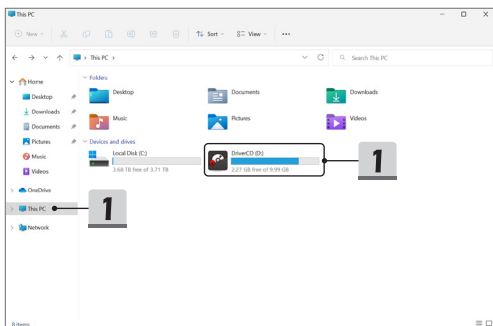 This PC
New
Sort
View
This PC
Search This PC
Home
Desktop
Downloads
Documents
Pictures
Music
Videos
OneDrive
This PC
Network
Folders
Desktop
Documents
Downloads
Music
Pictures
Videos
Devices and drives
Local Disk (C:)
3.68 TB free of 3.71 TB
DriverCD (D:)
2.27 GB free of 9.99 GB
1
1
8 items